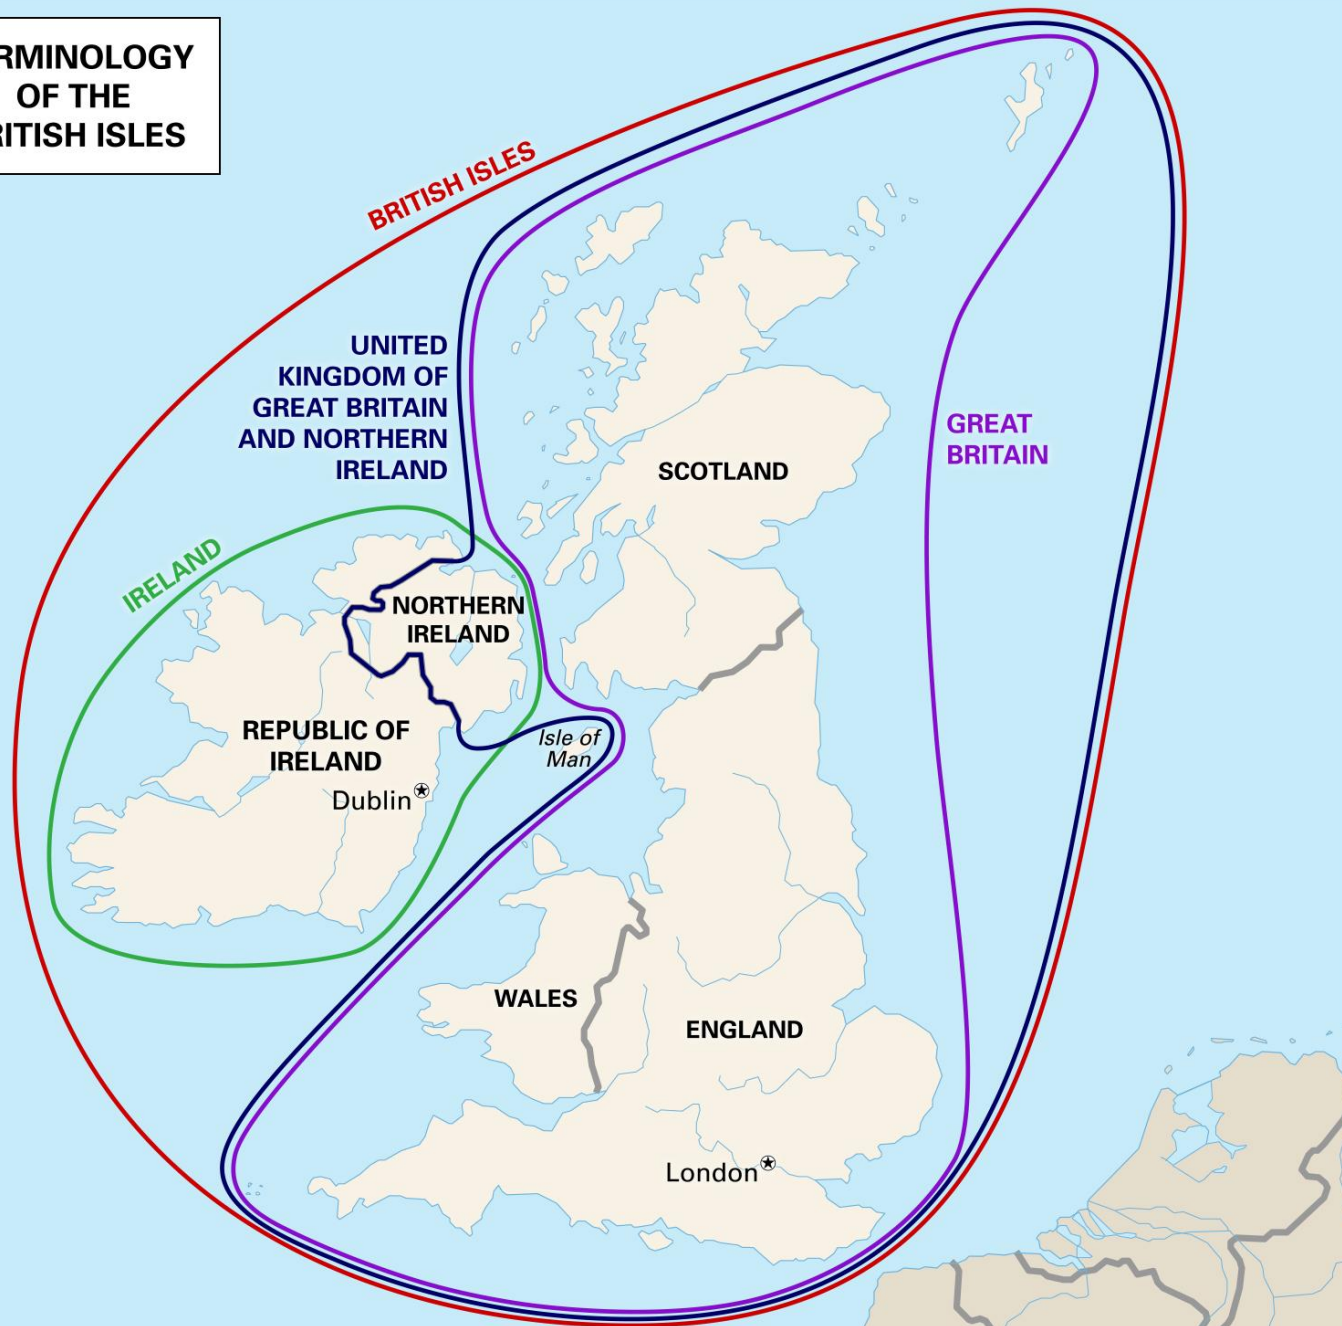 RMINOLOGY
OF THE
RITISH ISLES
BRITISH ISLES
UNITED
KINGDOM OF
GREAT BRITAIN
AND NORTHERN
IRELAND
GREAT
BRITAIN
SCOTLAND
IRELAND
NORTHERN
IRELAND
REPUBLIC OF
IRELAND
Isle of
Man
Dublin
WALES
ENGLAND
London